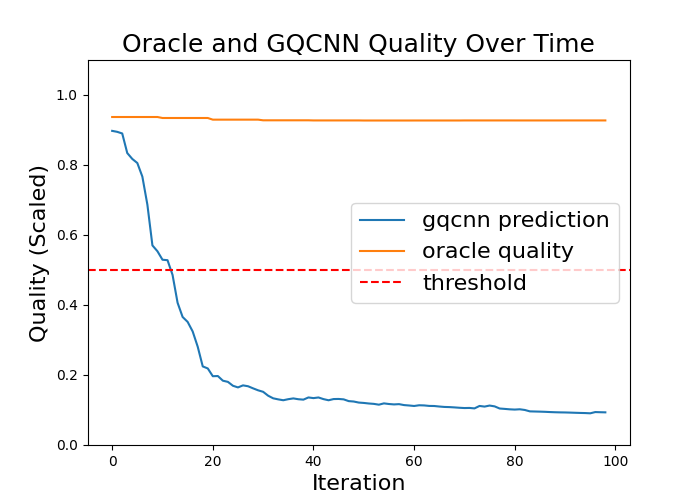 Oracle and GQCNN Quality Over Time
Quality (Scaled)
1.0
0.8
0.6
0.4
0.2
0.0
gqcnn prediction
oracle quality
threshold
0 20 40 60 80 100
Iteration